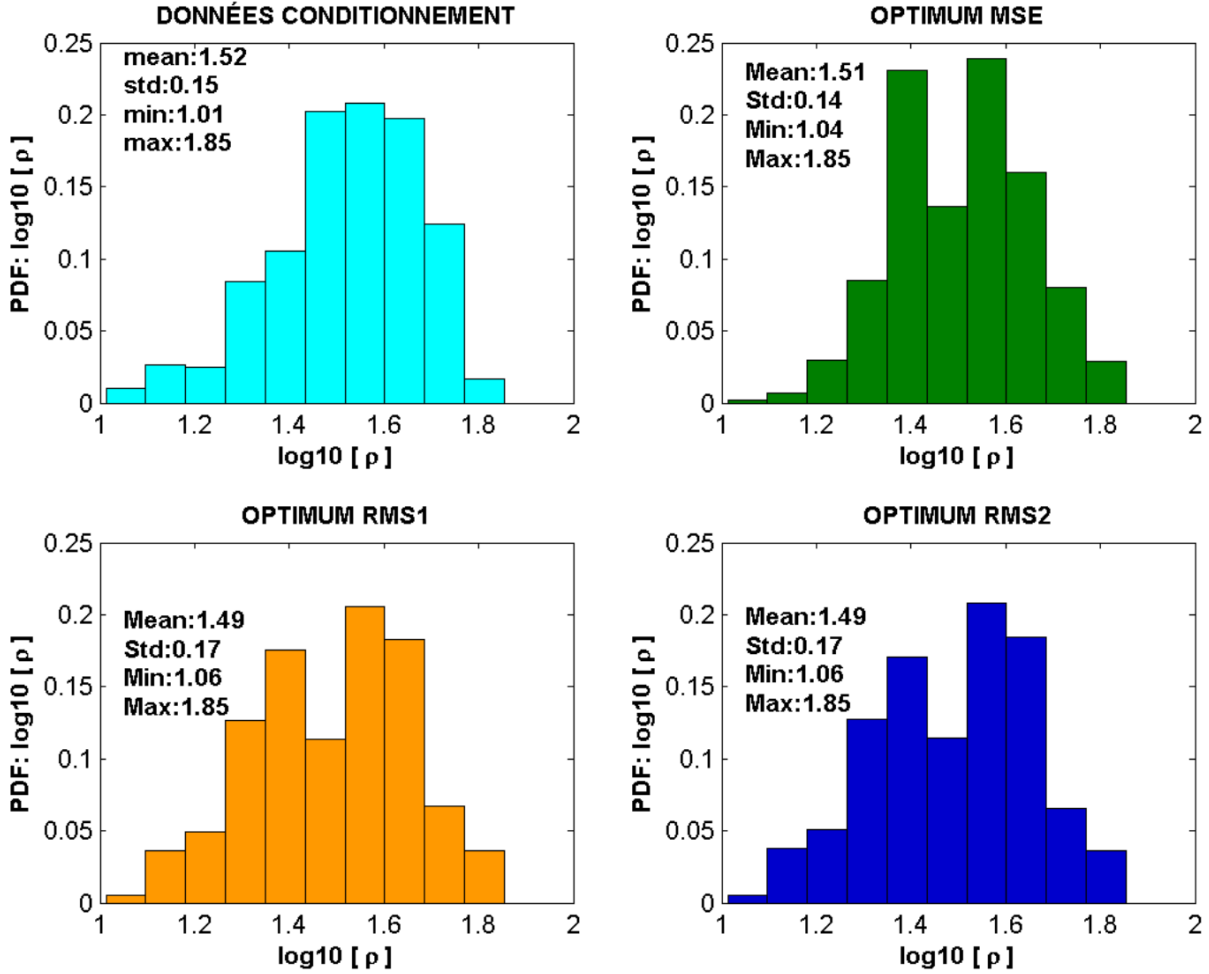 DONNÉES CONDITIONNEMENT
0.25
0.2
0.15
0.1
0.05
0
mean:1.52
std:0.15
min:1.01
max:1.85
PDF: log10 [ ρ ]
1 1.2 1.4 1.6 1.8 2
log10 [ ρ ]
OPTIMUM MSE
0.25
0.2
0.15
0.1
0.05
0
Mean:1.51
Std:0.14
Min:1.04
Max:1.85
PDF: log10 [ ρ ]
1 1.2 1.4 1.6 1.8 2
log10 [ ρ ]
OPTIMUM RMS1
0.25
0.2
0.15
0.1
0.05
0
Mean:1.49
Std:0.17
Min:1.06
Max:1.85
PDF: log10 [ ρ ]
1 1.2 1.4 1.6 1.8 2
log10 [ ρ ]
OPTIMUM RMS2
0.25
0.2
0.15
0.1
0.05
0
Mean:1.49
Std:0.17
Min:1.06
Max:1.85
PDF: log10 [ ρ ]
1 1.2 1.4 1.6 1.8 2
log10 [ ρ ]